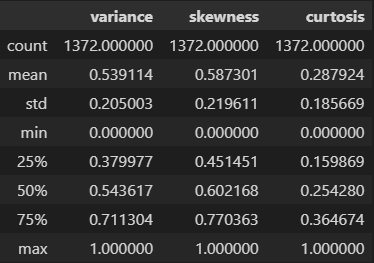 variance skewness curtosis
count 1372.000000 1372.000000 1372.000000
mean 0.539114 0.587301 0.287924
std 0.205003 0.219611 0.185669
min 0.000000 0.000000 0.000000
25% 0.379977 0.451451 0.159869
50% 0.543617 0.602168 0.254280
75% 0.711304 0.770363 0.364674
max 1.000000 1.000000 1.000000